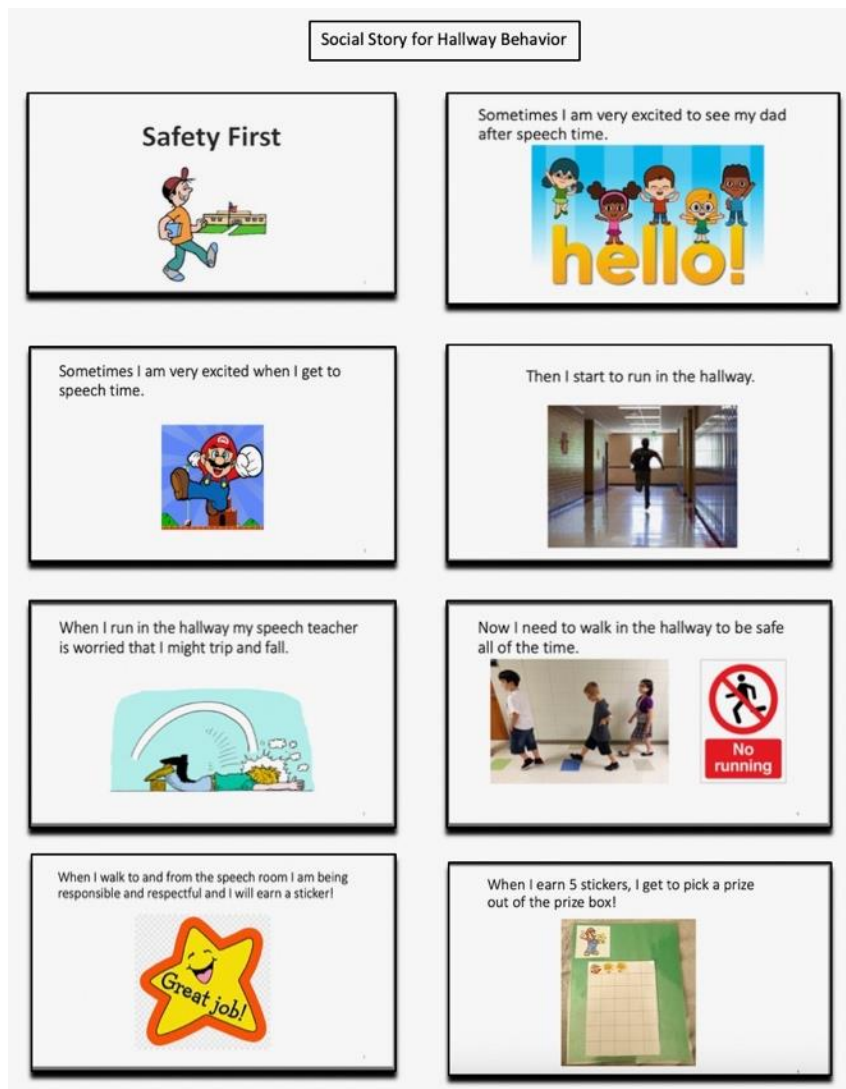 Social Story for Hallway Behavior
Safety First
Sometimes I am very excited to see my dad
after speech time.
hello!
Sometimes I am very excited when I get to
speech time.
Then I start to run in the hallway.
When I run in the hallway my speech teacher
is worried that I might trip and fall.
Now I need to walk in the hallway to be safe
all of the time.
No
running
When I walk to and from the speech room I am being
responsible and respectful and I will earn a sticker!
Great job!
When I earn 5 stickers, I get to pick a prize
out of the prize box!